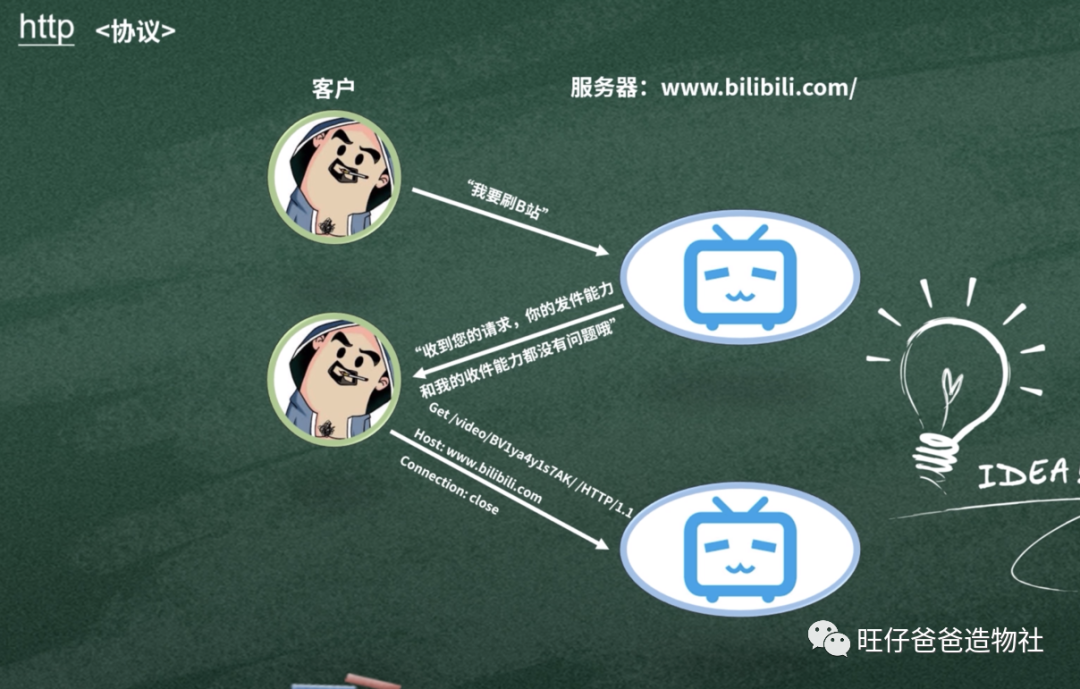 http <协议>
客户
服务器：www.bilibili.com/
“我要刷B站”
“收到您的请求，你的发件能力
和我的收件能力都没有问题哦”
Get /video/BV1ya4y1s7AK/ /HTTP/1.1
Host: www.bilibili.com
Connection: close
IDEA!
旺仔爸爸造物社